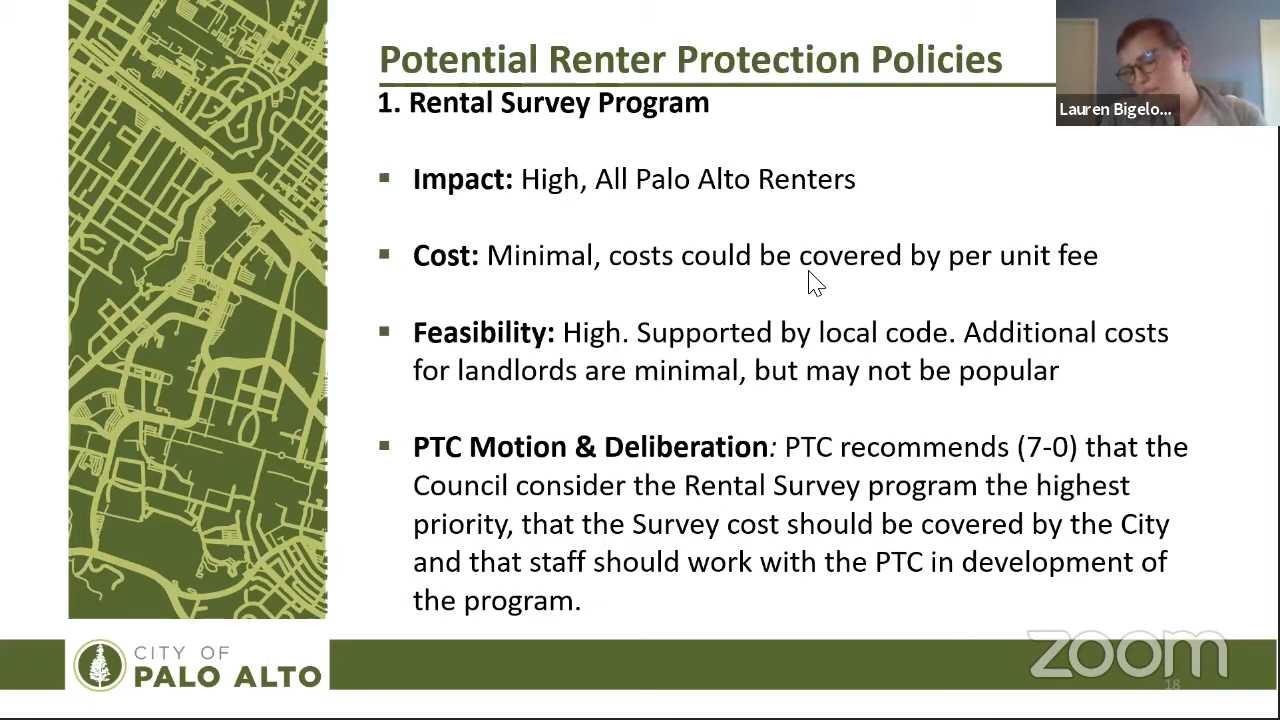 Potential Renter Protection Policies
1. Rental Survey Program
Lauren Bigelo...
▪ Impact: High, All Palo Alto Renters
▪ Cost: Minimal, costs could be covered by per unit fee
▪ Feasibility: High. Supported by local code. Additional costs
for landlords are minimal, but may not be popular
▪ PTC Motion & Deliberation: PTC recommends (7-0) that the
Council consider the Rental Survey program the highest
priority, that the Survey cost should be covered by the City
and that staff should work with the PTC in development of
the program.
CITY OF
PALO ALTO
zoom
18